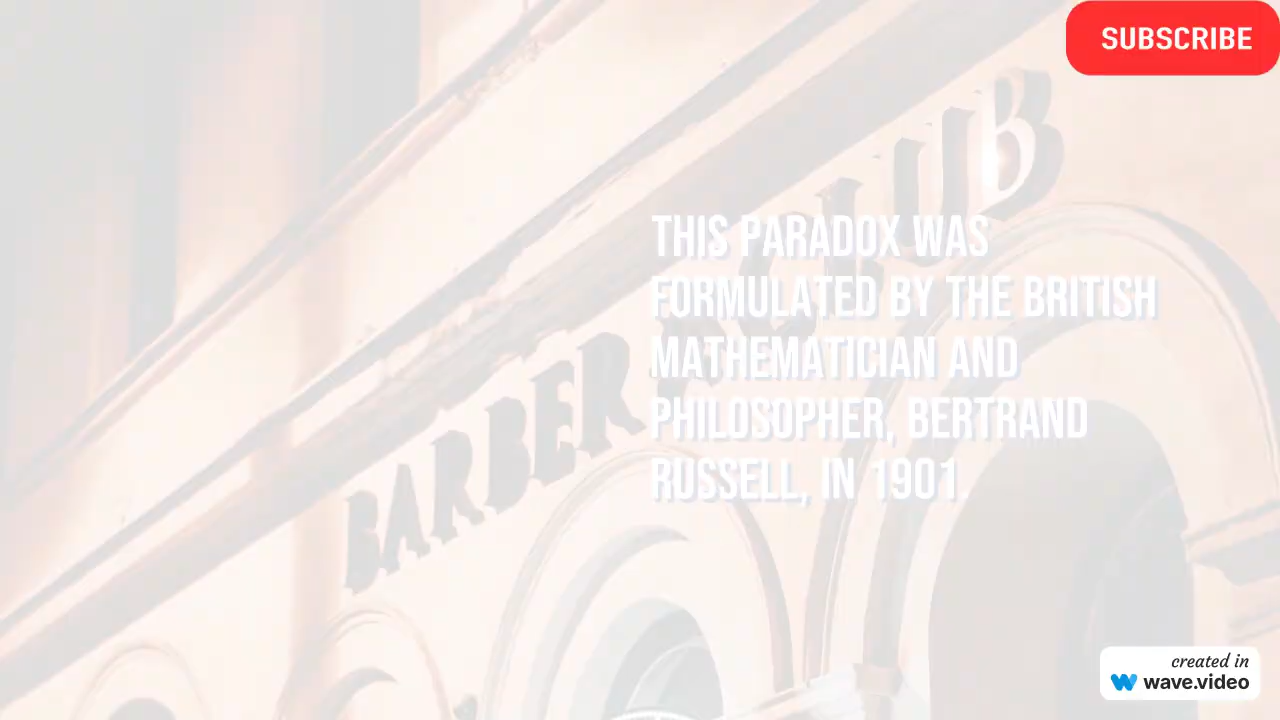 SUBSCRIBE
THIS PARADOX WAS
FORMULATED BY THE BRITISH
MATHEMATICIAN AND
PHILOSOPHER, BERTRAND
RUSSELL, IN 1901.
BARBER A CLUB
created in
wave.video